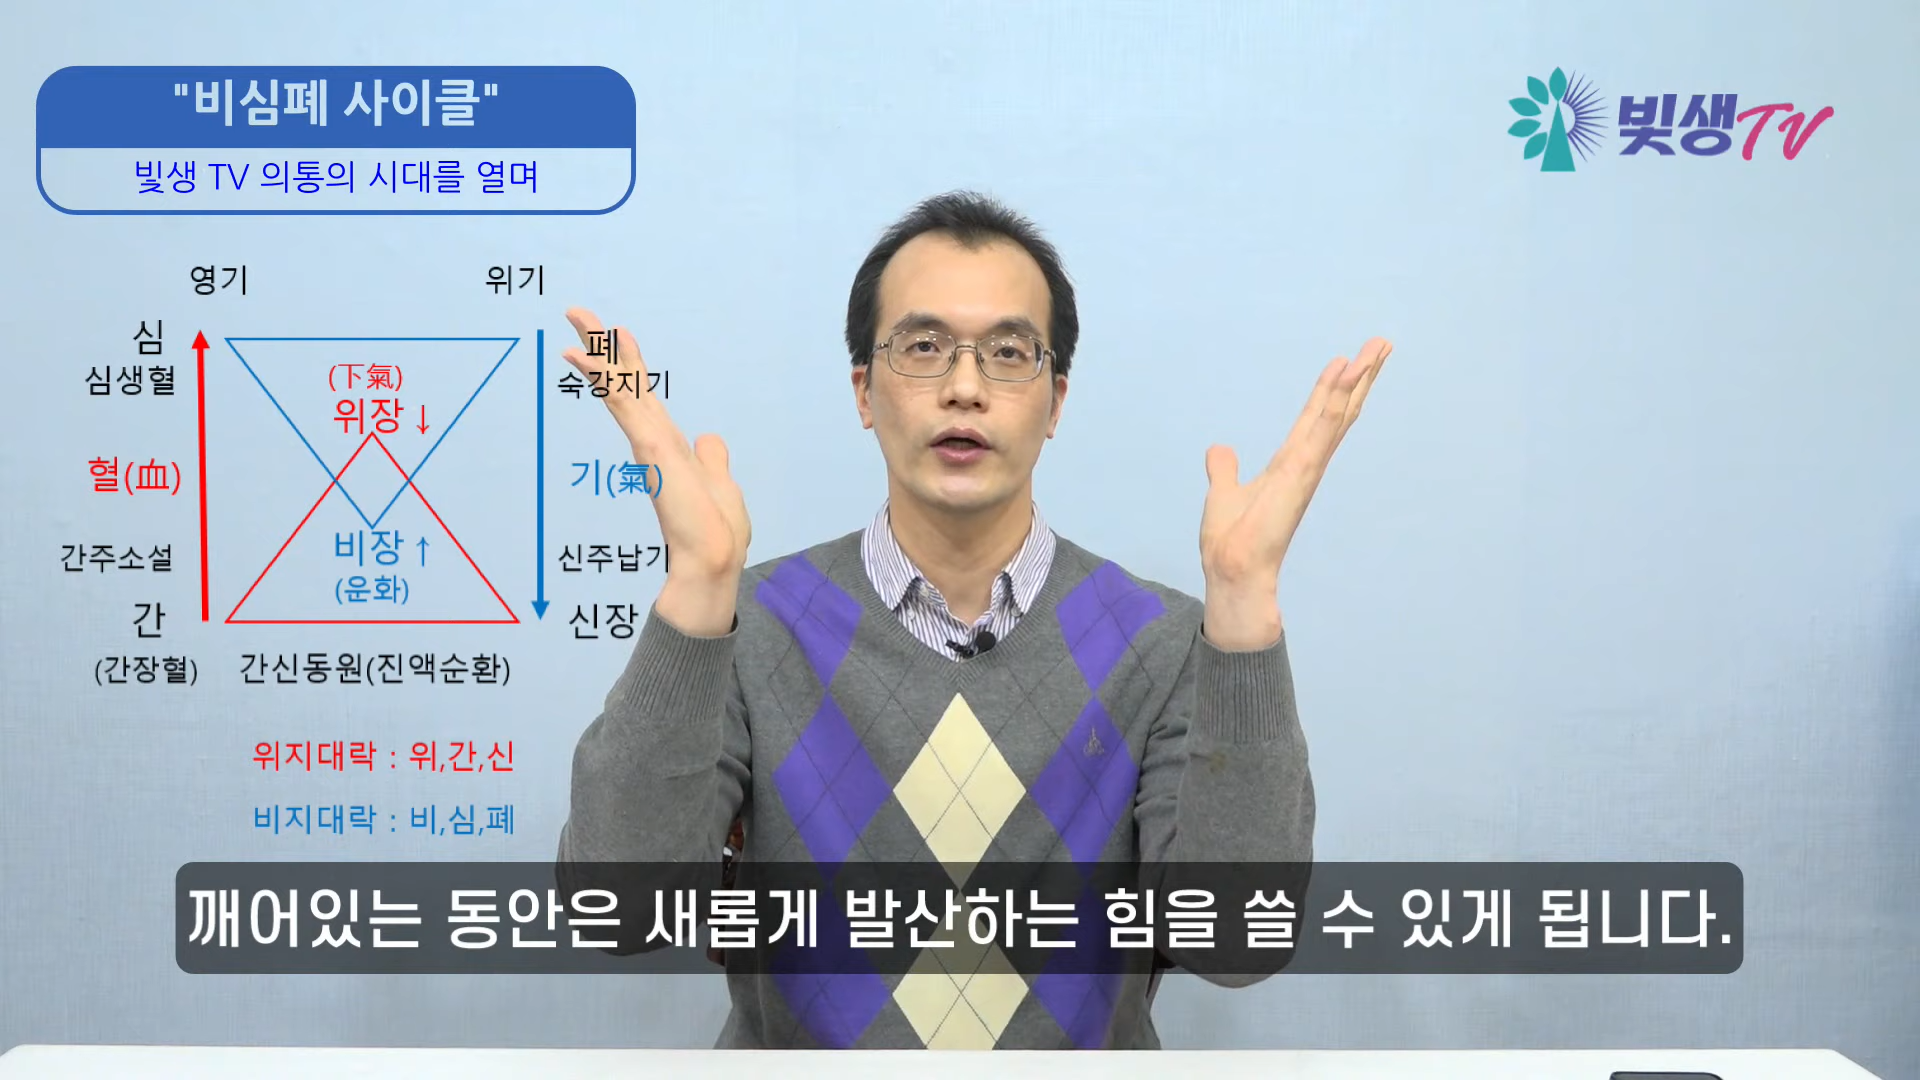 "비심폐 사이클"
빛생 TV 의통의 시대를 열며
빛생TV
영기
위기
심
심생혈
폐
숙강지기
(下氣)
위장↓
혈(血)
기(氣)
비장↑
(운화)
간주소설
신주납기
간
신장
(간장혈)
간신동원(진액순환)
위지대락 : 위,간,신
비지대락 : 비,심,폐
깨어있는 동안은 새롭게 발산하는 힘을 쓸 수 있게 됩니다.